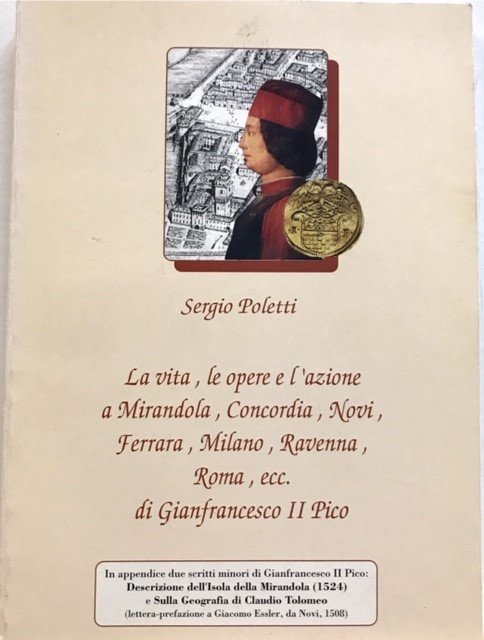 Sergio Poletti
La vita , le opere e l'azione
a Mirandola , Concordia , Novi ,
Ferrara , Milano , Ravenna ,
Roma , ecc.
di Gianfrancesco II Pico
In appendice due scritti minori di Gianfrancesco II Pico:
Descrizione dell'Isola della Mirandola (1524)
e Sulla Geografia di Claudio Tolomeo
(lettera-prefazione a Giacomo Essler, da Novi, 1508)